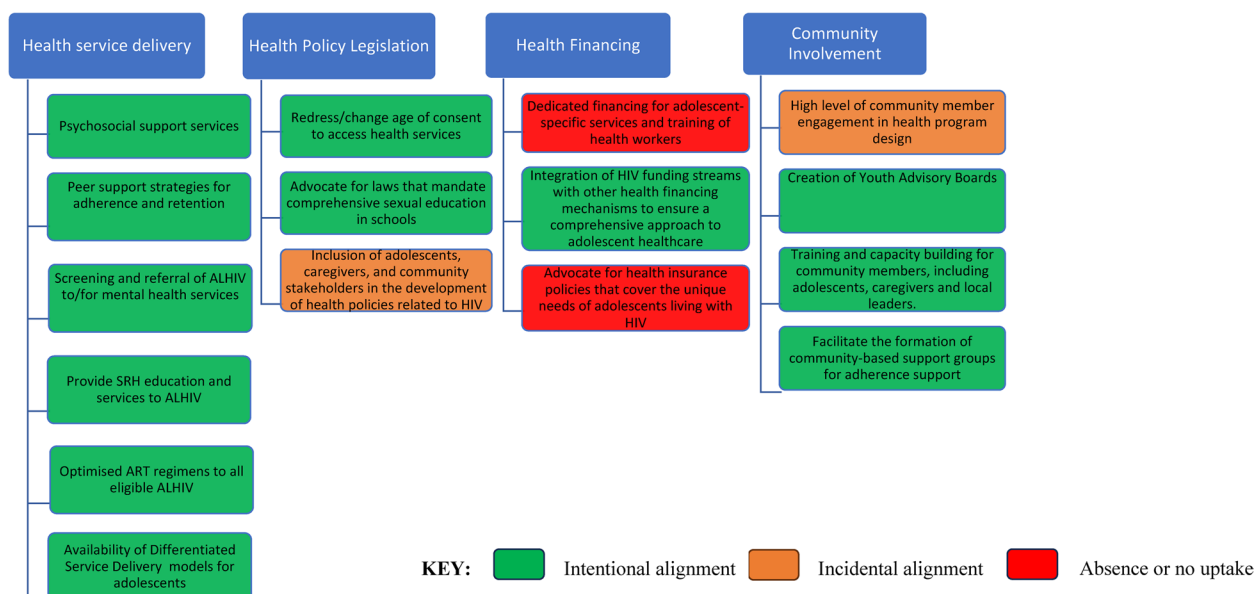 Health service delivery
Psychosocial support services
Peer support strategies for
adherence and retention
Screening and referral of ALHIV
to/for mental health services
Provide SRH education and
services to ALHIV
Optimised ART regimens to all
eligible ALHIV
Availability of Differentiated
Service Delivery models for
adolescents
Health Policy Legislation
Redress/change age of consent
to access health services
Advocate for laws that mandate
comprehensive sexual education
in schools
Inclusion of adolescents,
caregivers, and community
stakeholders in the development
of health policies related to HIV
Health Financing
Dedicated financing for adolescent-
specific services and training of
health workers
Integration of HIV funding streams
with other health financing
mechanisms to ensure a
comprehensive approach to
adolescent healthcare
Advocate for health insurance
policies that cover the unique
needs of adolescents living with
HIV
Community
Involvement
High level of community member
engagement in health program
design
Creation of Youth Advisory Boards
Training and capacity building for
community members, including
adolescents, caregivers and local
leaders.
Facilitate the formation of
community-based support groups
for adherence support
KEY:
Intentional alignment
Incidental alignment
Absence or no uptake